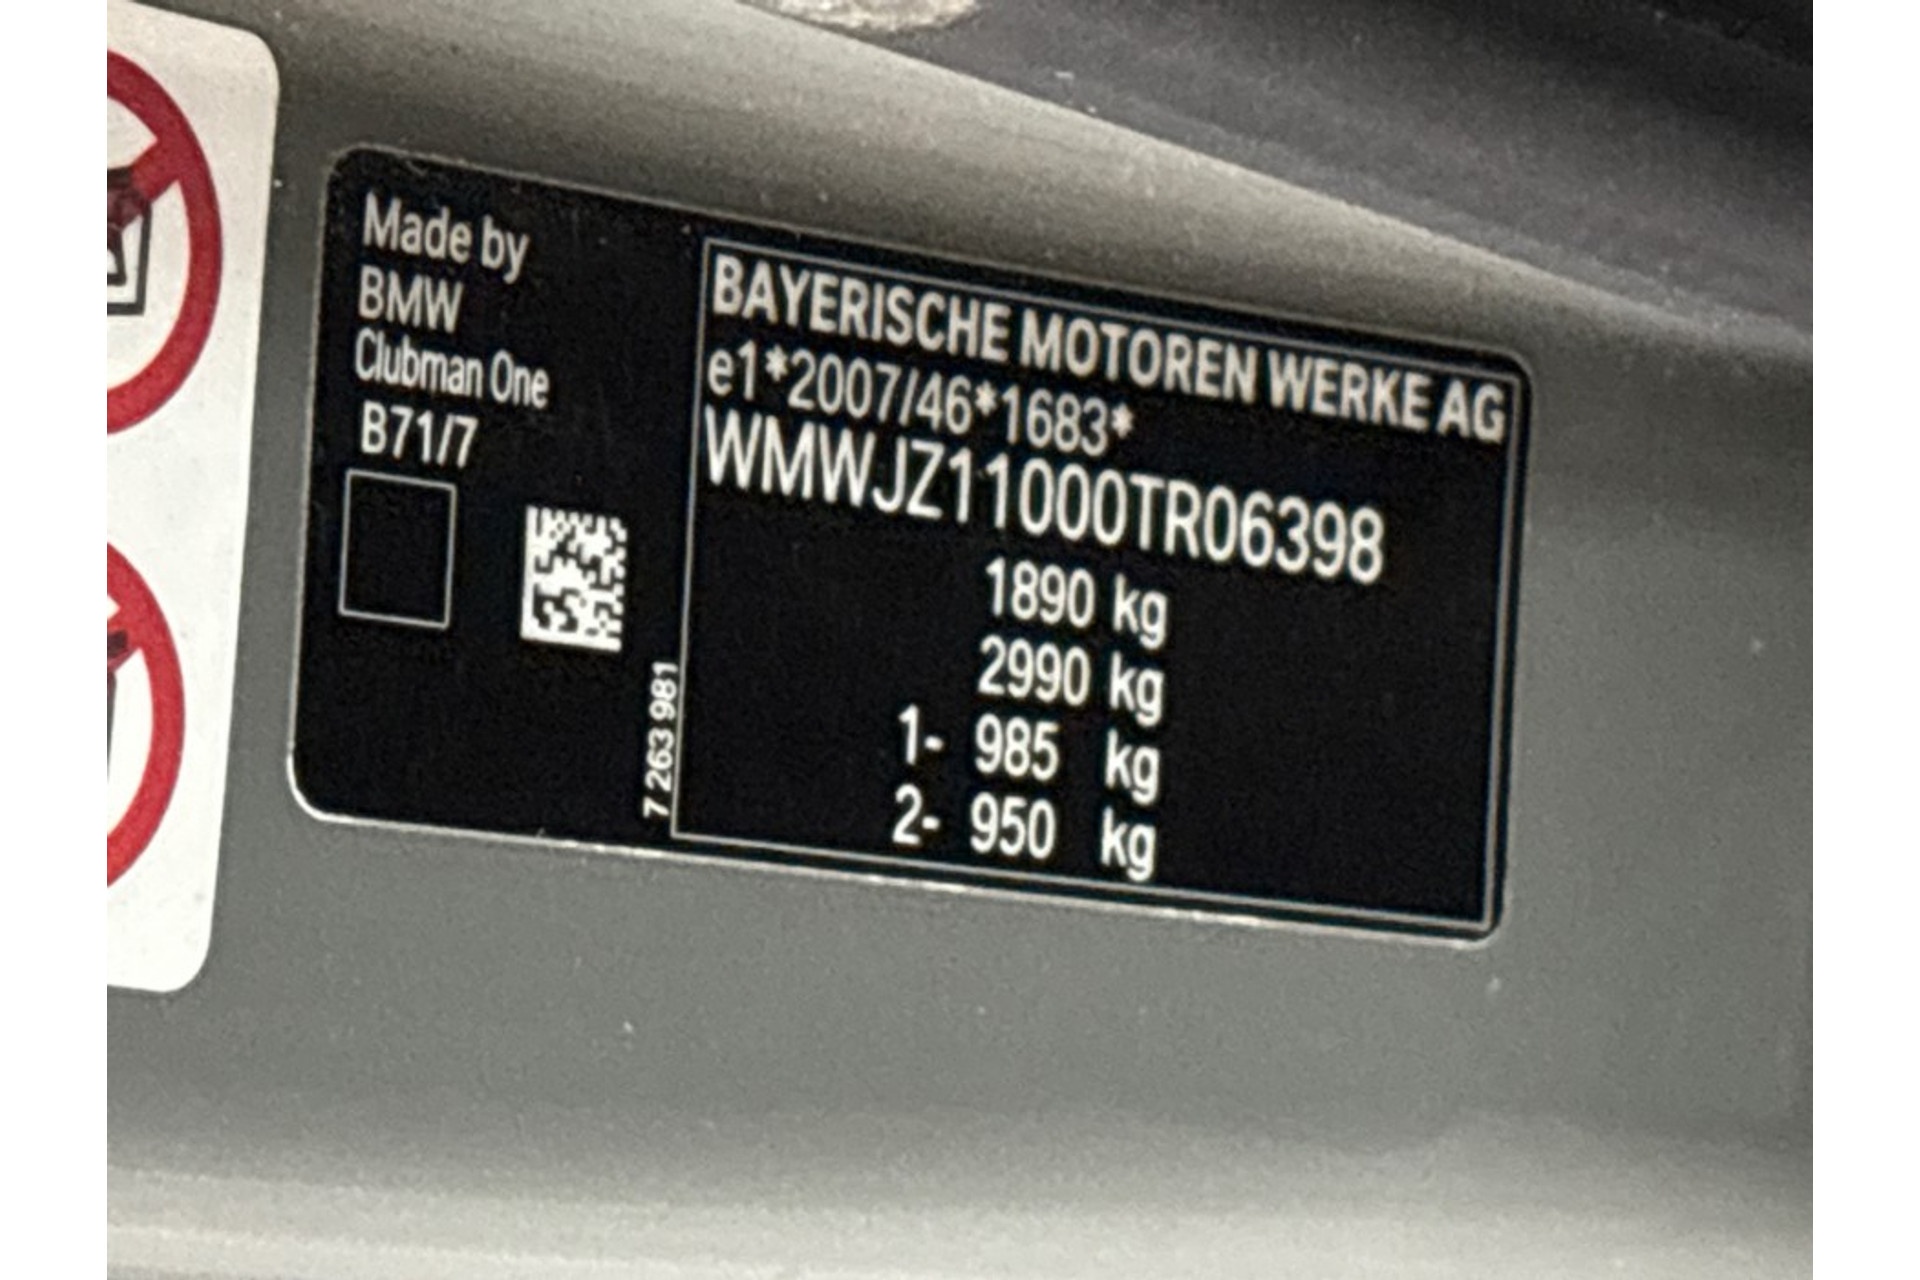 Made by
BMW
Clubman One
B71/7
7 263 981
BAYERISCHE MOTOREN WERKE AG
e1*2007/46*1683*
WMWJZ11000TR06398
1890 kg
2990 kg
1- 985 kg
2- 950 kg